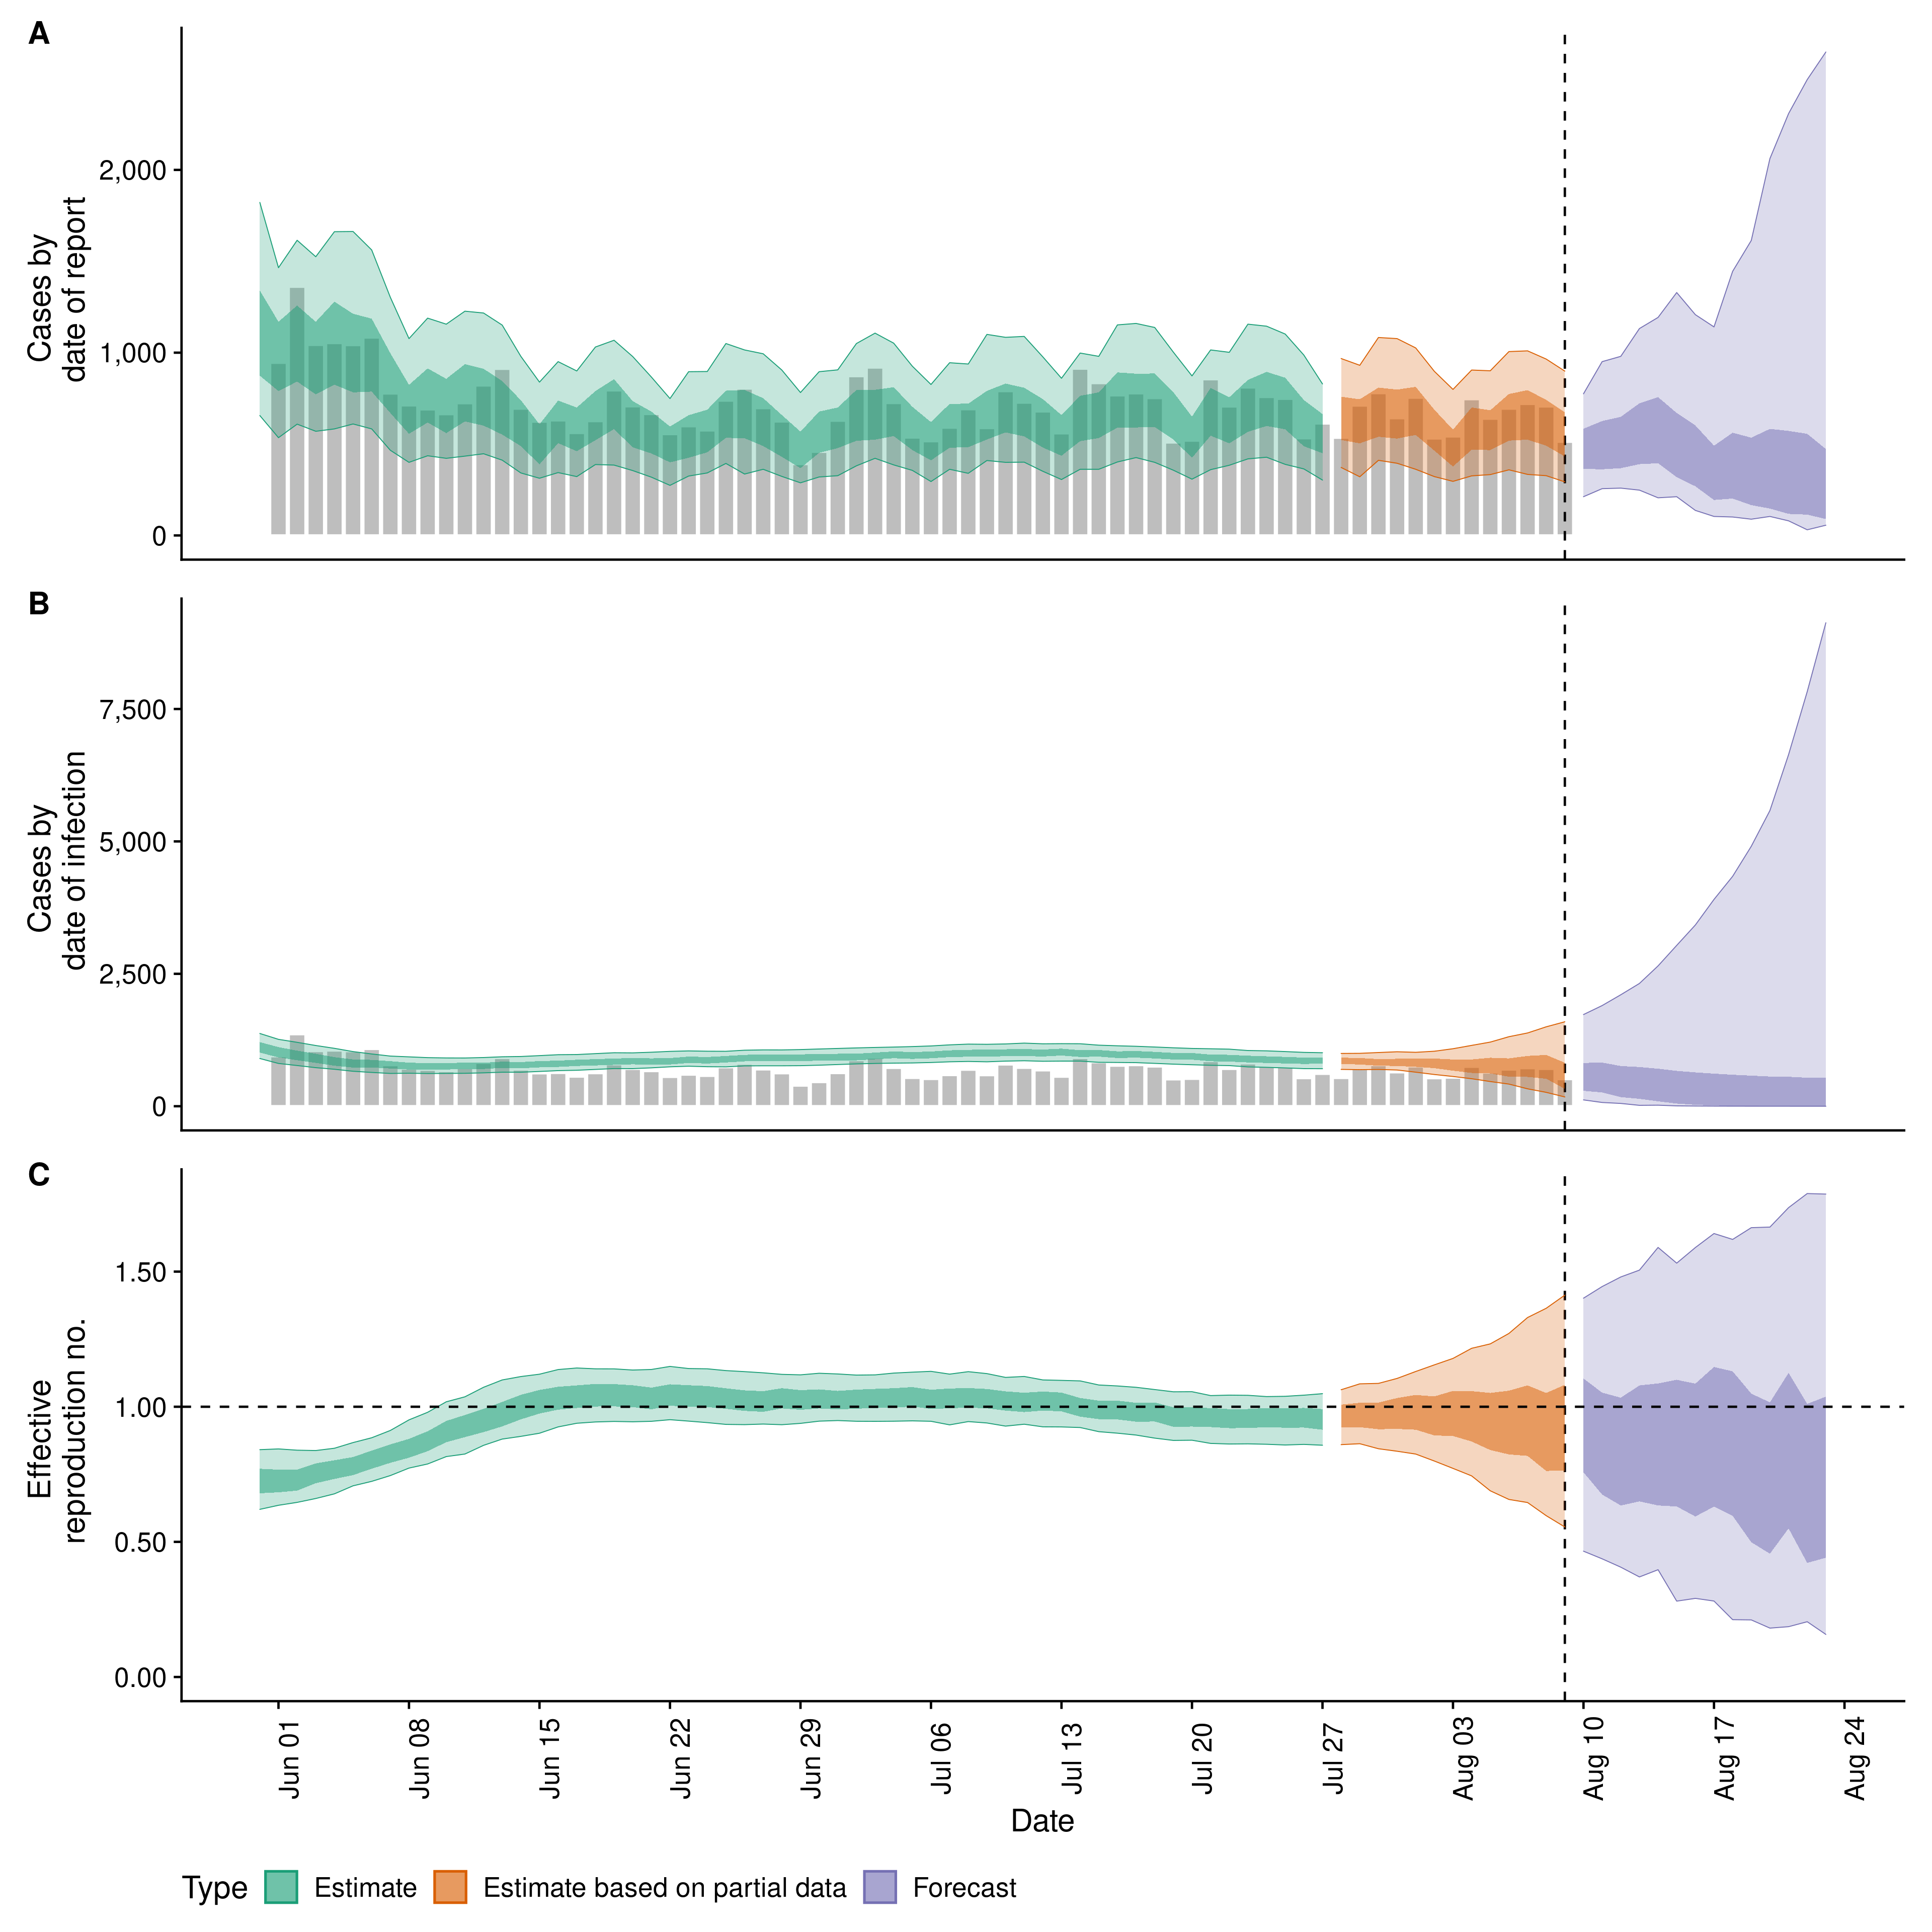 A
Cases by
date of report
2,000
1,000
0
B
Cases by
date of infection
7,500
5,000
2,500
0
C
Effective
reproduction no.
1.50
1.00
0.50
0.00
Jun 01
Jun 08
Jun 15
Jun 22
Jun 29
Jul 06
Jul 13
Jul 20
Jul 27
Aug 03
Aug 10
Aug 17
Aug 24
Date
Type Estimate Estimate based on partial data Forecast